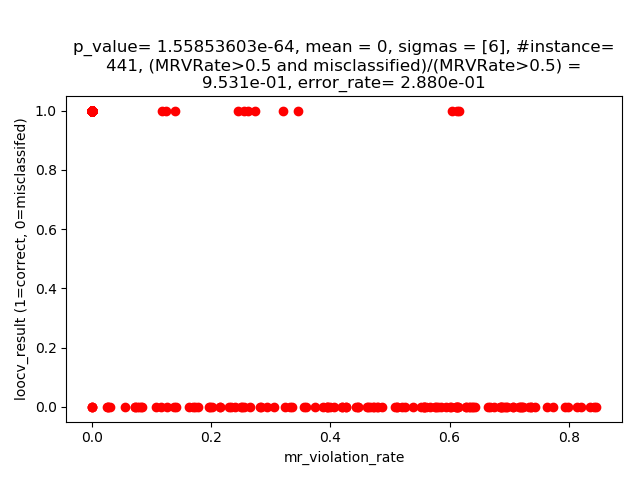 p_value= 1.55853603e-64, mean = 0, sigmas = [6], #instance=
441, (MRVRate>0.5 and misclassified)/(MRVRate>0.5) =
9.531e-01, error_rate= 2.880e-01
1.0
0.8
0.6
0.4
0.2
0.0
loocv_result (1=correct, 0=misclassifed)
0.0 0.2 0.4 0.6 0.8
mr_violation_rate